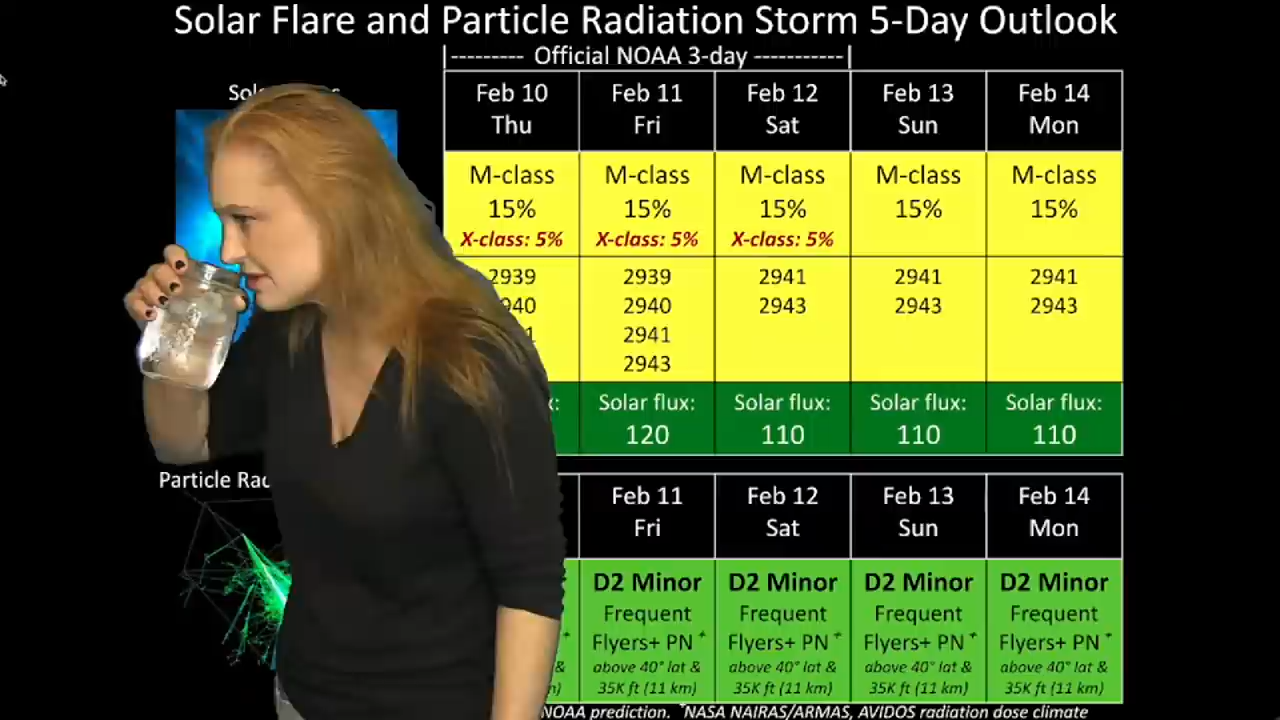 Solar Flare and Particle Radiation Storm 5-Day Outlook
|--------- Official NOAA 3-day -----------|
Feb 10 Feb 11 Feb 12 Feb 13 Feb 14
Thu Fri Sat Sun Mon
M-class M-class M-class M-class M-class
15% 15% 15% 15% 15%
X-class: 5% X-class: 5% X-class: 5%
2939 2939 2941 2941 2941
2940 2943 2943 2943
2941
2943
Solar flux: Solar flux: Solar flux: Solar flux:
120 110 110 110
Particle
Feb 11 Feb 12 Feb 13 Feb 14
Fri Sat Sun Mon
D2 Minor D2 Minor D2 Minor D2 Minor
Frequent Frequent Frequent Frequent
Flyers+ PN + Flyers+ PN + Flyers+ PN + Flyers+ PN +
above 40° lat & above 40° lat & above 40° lat & above 40° lat &
35K ft (11 km) 35K ft (11 km) 35K ft (11 km) 35K ft (11 km)
NOAA prediction. +NASA NAIRAS/ARMAS, AVIDOS radiation dose climate